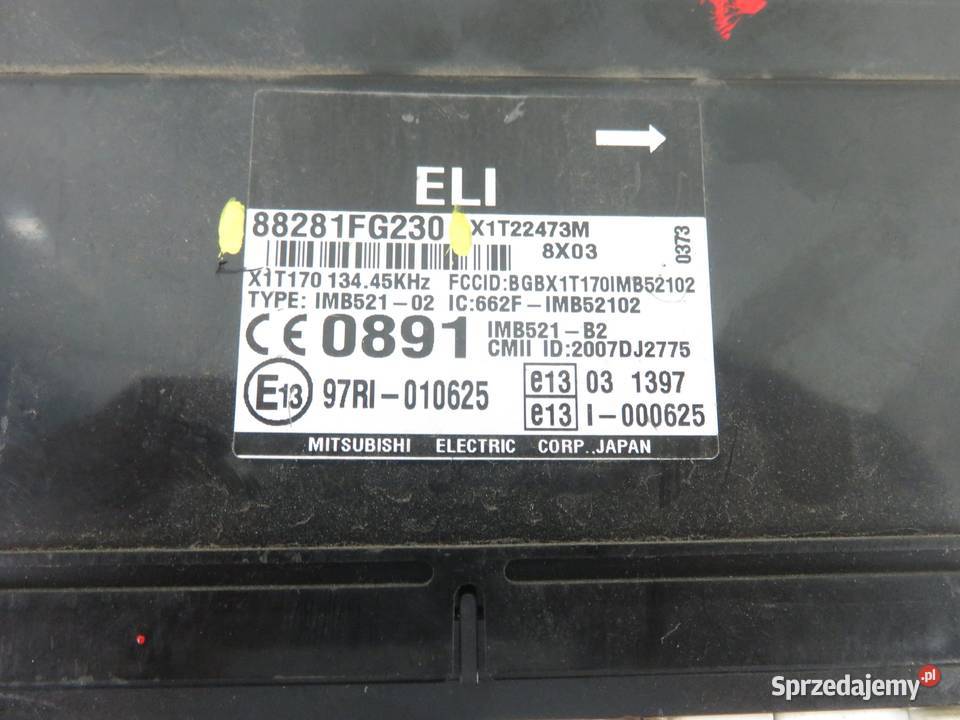 ELI
88281FG230 X1T22473M
8X03
0373
X1T170 134.45KHz FCCID:BGBX1T170IMB52102
TYPE: IMB521-02 IC:662F-IMB52102
CE 0891 IMB521-B2
CMII ID:2007DJ2775
E13 97RI-010625 e13 03 1397
e13 I-000625
MITSUBISHI ELECTRIC CORP.,JAPAN
Sprzedajemy.pl